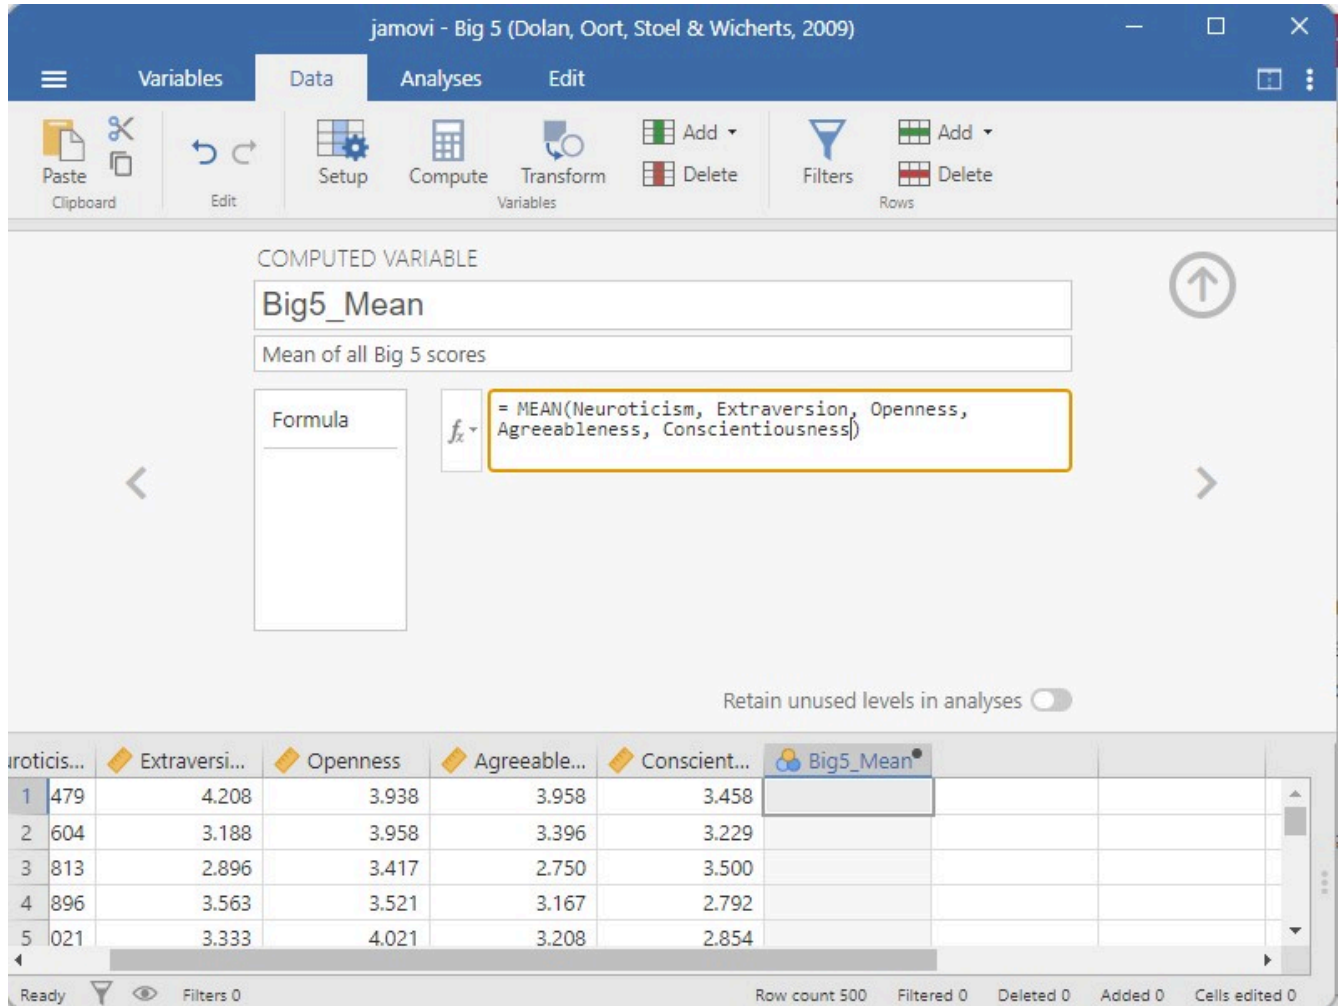 jamovi - Big 5 (Dolan, Oort, Stoel & Wicherts, 2009)
Variables Data Analyses Edit
Paste
Clipboard
Edit
Setup Compute Transform Add Delete
Variables
Filters Add Delete
Rows
COMPUTED VARIABLE
Big5_Mean
Mean of all Big 5 scores
Formula
fx
= MEAN(Neuroticism, Extraversion, Openness,
Agreeableness, Conscientiousness)
Retain unused levels in analyses
uroticis... Extraversi... Openness Agreeable... Conscient... Big5_Mean
1 479 4.208 3.938 3.958 3.458
2 604 3.188 3.958 3.396 3.229
3 813 2.896 3.417 2.750 3.500
4 896 3.563 3.521 3.167 2.792
5 021 3.333 4.021 3.208 2.854
Ready Filters 0 Row count 500 Filtered 0 Deleted 0 Added 0 Cells edited 0